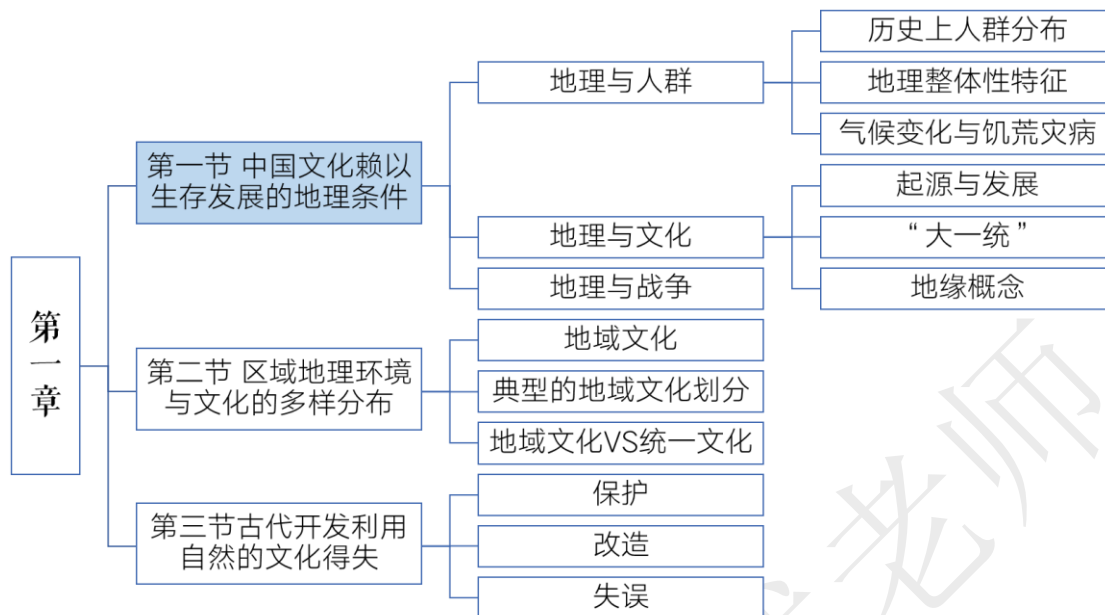 第一章
第一节 中国文化赖以
生存发展的地理条件
地理与人群
历史上人群分布
地理整体性特征
气候变化与饥荒灾病
地理与文化
起源与发展
“大一统”
地缘概念
地理与战争
第二节 区域地理环境
与文化的多样分布
地域文化
典型的地域文化划分
地域文化VS统一文化
第三节古代开发利用
自然的文化得失
保护
改造
失误
老师